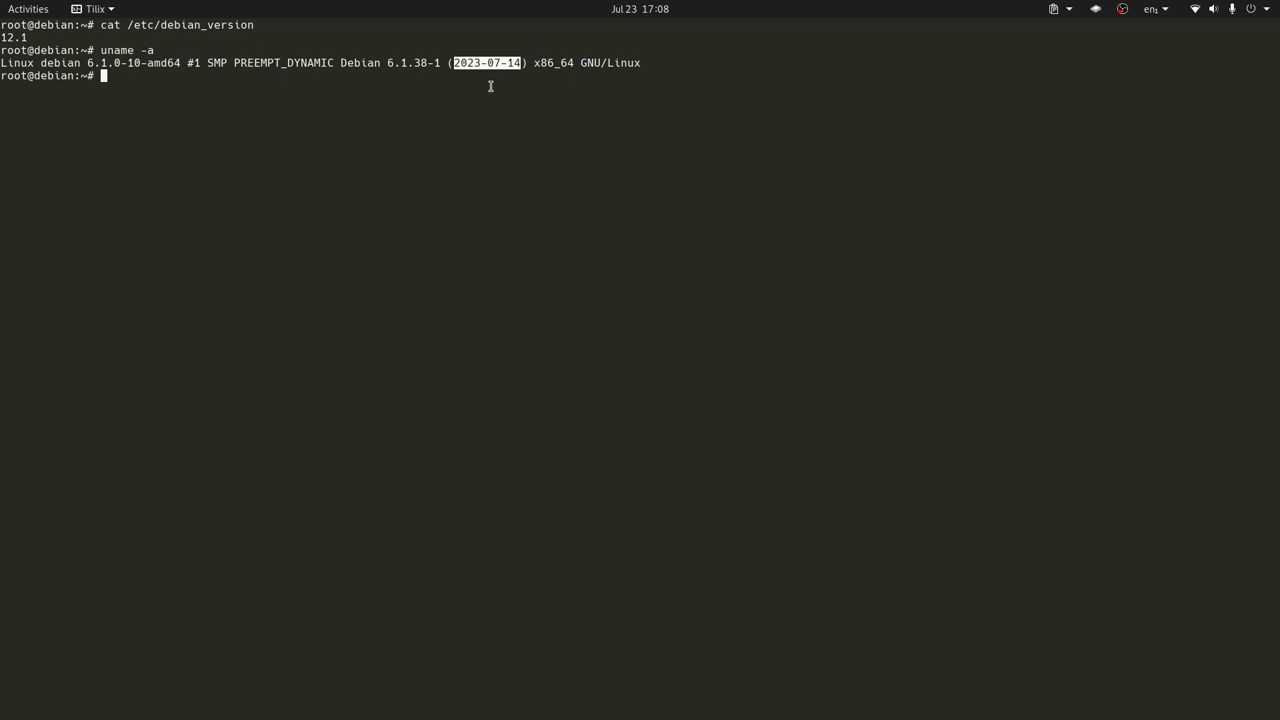 Activities Tilix Jul 23 17:08 en₁
root@debian:~# cat /etc/debian_version
12.1
root@debian:~# uname -a
Linux debian 6.1.0-10-amd64 #1 SMP PREEMPT_DYNAMIC Debian 6.1.38-1 (2023-07-14) x86_64 GNU/Linux
root@debian:~#